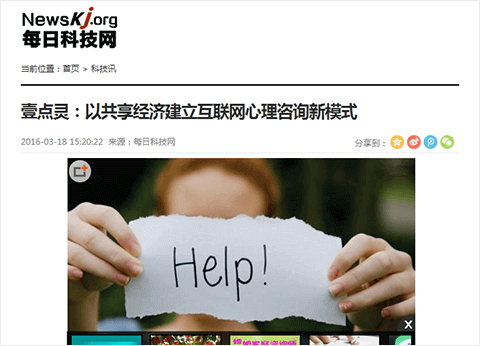 NewsKj.org
每日科技网
当前位置：首页 > 科技讯
壹点灵：以共享经济建立互联网心理咨询新模式
2016-03-18 15:20:22 来源：每日科技网
分享到：
Help!
X